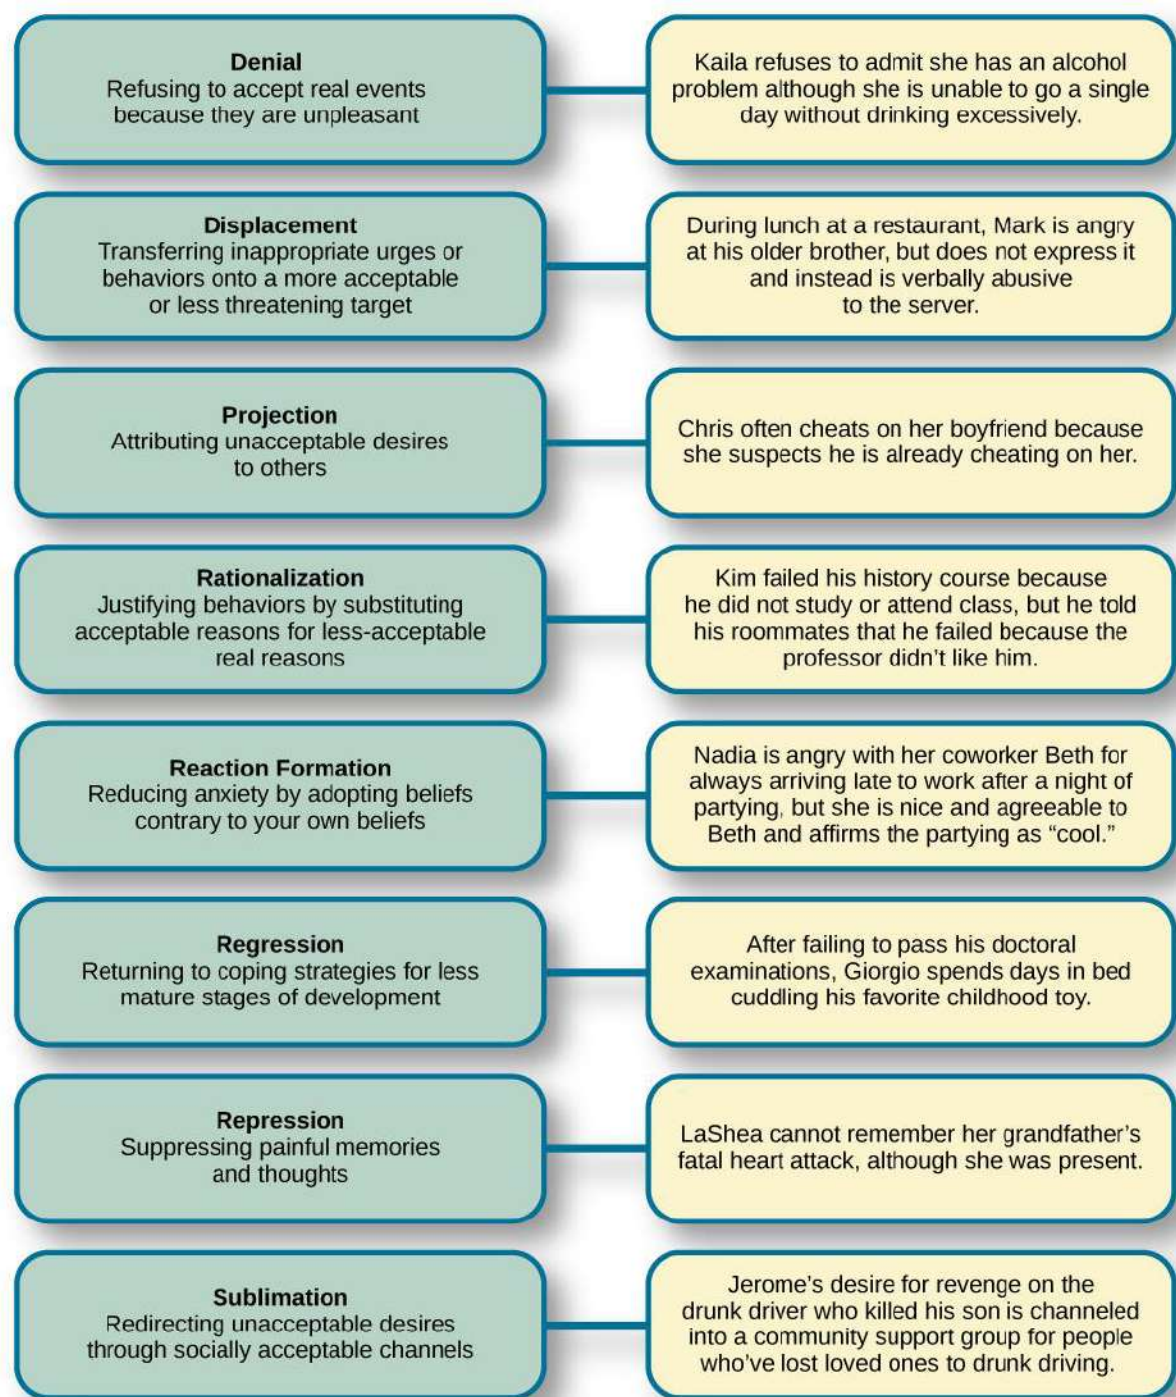 Denial
Refusing to accept real events
because they are unpleasant
Kaila refuses to admit she has an alcohol
problem although she is unable to go a single
day without drinking excessively.
Displacement
Transferring inappropriate urges or
behaviors onto a more acceptable
or less threatening target
During lunch at a restaurant, Mark is angry
at his older brother, but does not express it
and instead is verbally abusive
to the server.
Projection
Attributing unacceptable desires
to others
Chris often cheats on her boyfriend because
she suspects he is already cheating on her.
Rationalization
Justifying behaviors by substituting
acceptable reasons for less-acceptable
real reasons
Kim failed his history course because
he did not study or attend class, but he told
his roommates that he failed because the
professor didn’t like him.
Reaction Formation
Reducing anxiety by adopting beliefs
contrary to your own beliefs
Nadia is angry with her coworker Beth for
always arriving late to work after a night of
partying, but she is nice and agreeable to
Beth and affirms the partying as “cool.”
Regression
Returning to coping strategies for less
mature stages of development
After failing to pass his doctoral
examinations, Giorgio spends days in bed
cuddling his favorite childhood toy.
Repression
Suppressing painful memories
and thoughts
LaShea cannot remember her grandfather’s
fatal heart attack, although she was present.
Sublimation
Redirecting unacceptable desires
through socially acceptable channels
Jerome’s desire for revenge on the
drunk driver who killed his son is channeled
into a community support group for people
who’ve lost loved ones to drunk driving.